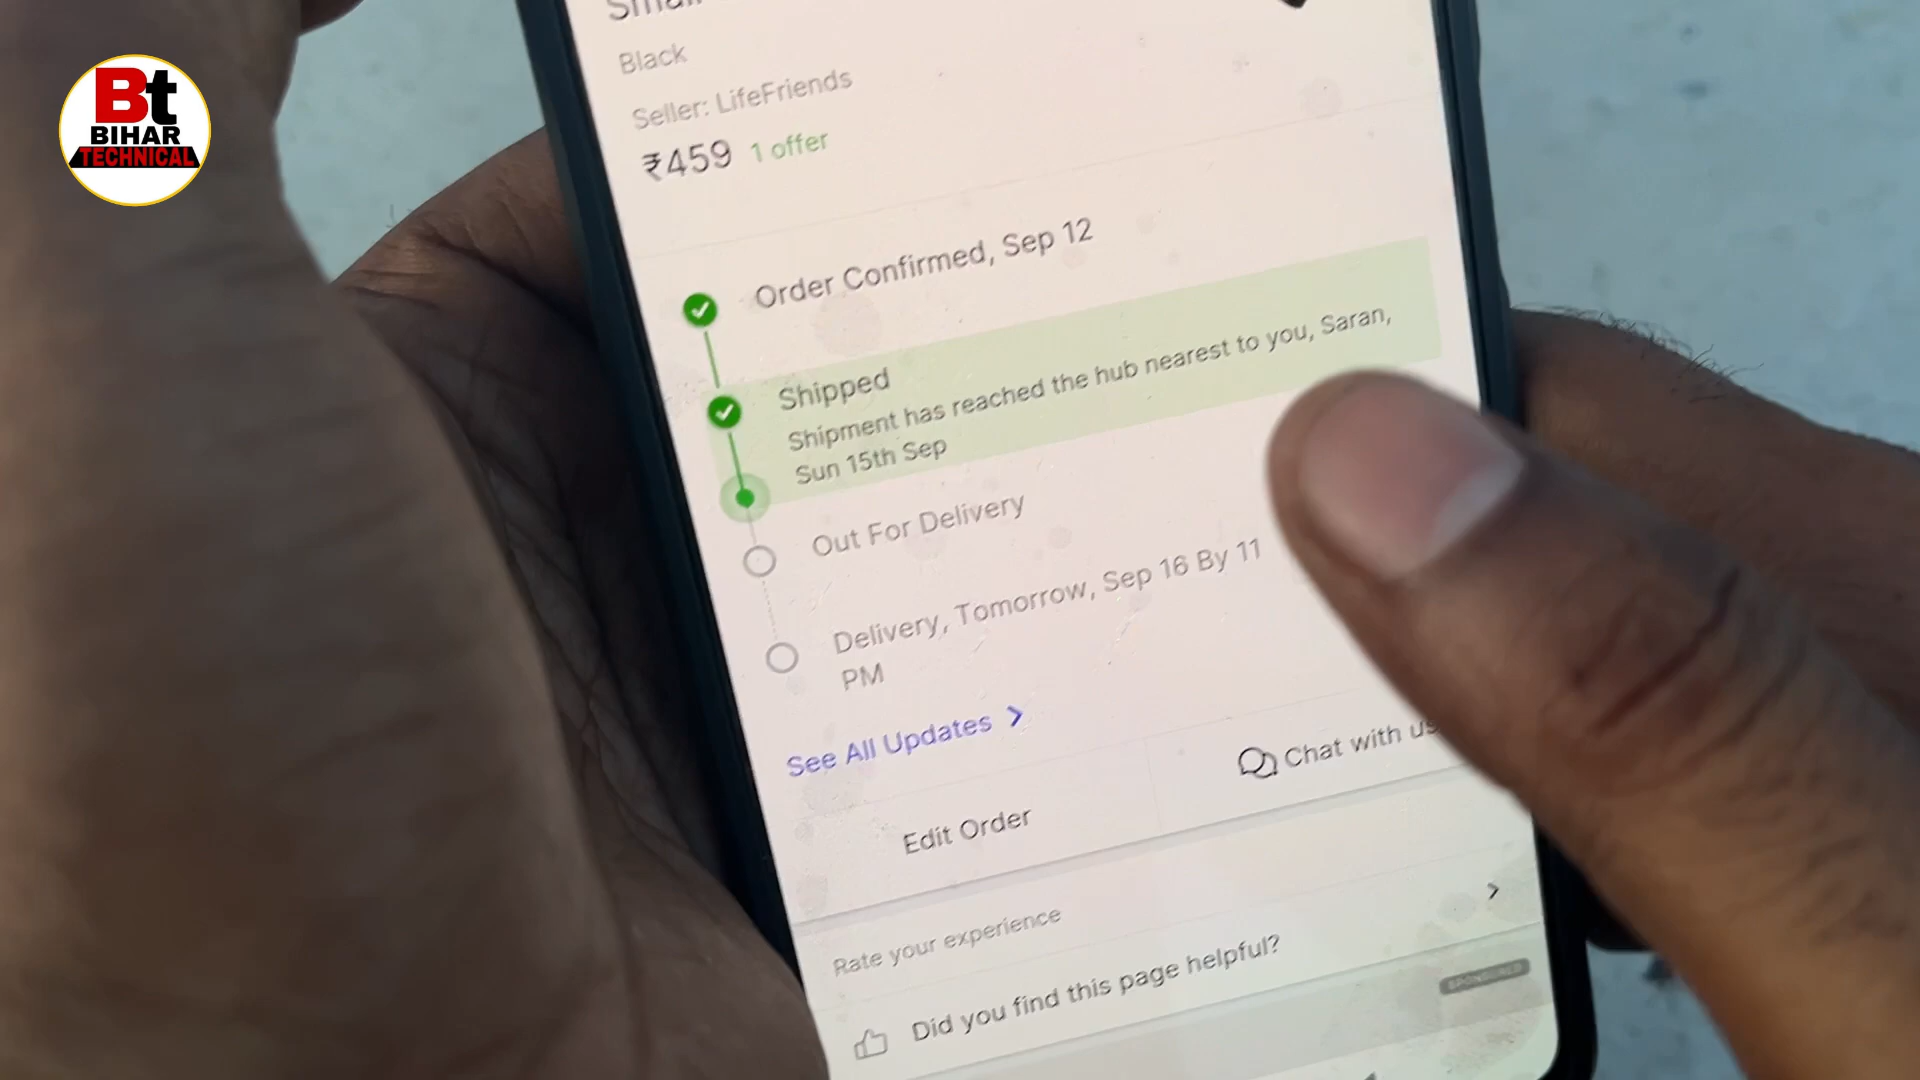 Bt
BIHAR
TECHNICAL
Black
Seller: LifeFriends
₹459 1 offer
Order Confirmed, Sep 12
Shipped
Shipment has reached the hub nearest to you, Saran,
Sun 15th Sep
Out For Delivery
Delivery, Tomorrow, Sep 16 By 11
PM
See All Updates
Edit Order
Chat with us
Rate your experience
Did you find this page helpful?
SPONSORED